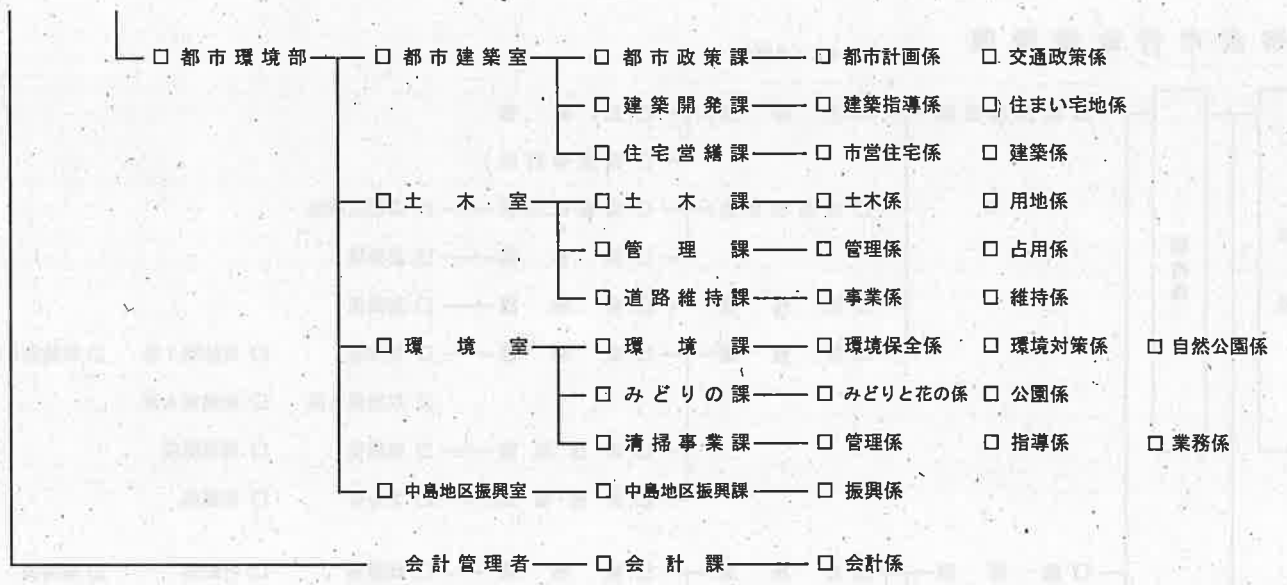 □ 都市環境部 □ 都市建築室 □ 都市政策課 □ 都市計画係 □ 交通政策係
□ 建築開発課 □ 建築指導係 □ 住まい宅地係
□ 住宅営繕課 □ 市営住宅係 □ 建築係
□ 土木室 □ 土木課 □ 土木係 □ 用地係
□ 管理課 □ 管理係 □ 占用係
□ 道路維持課 □ 事業係 □ 維持係
□ 環境室 □ 環境課 □ 環境保全係 □ 環境対策係 □ 自然公園係
□ みどりの課 □ みどりと花の係 □ 公園係
□ 清掃事業課 □ 管理係 □ 指導係 □ 業務係
□ 中島地区振興室 □ 中島地区振興課 □ 振興係
会計管理者 □ 会計課 □ 会計係